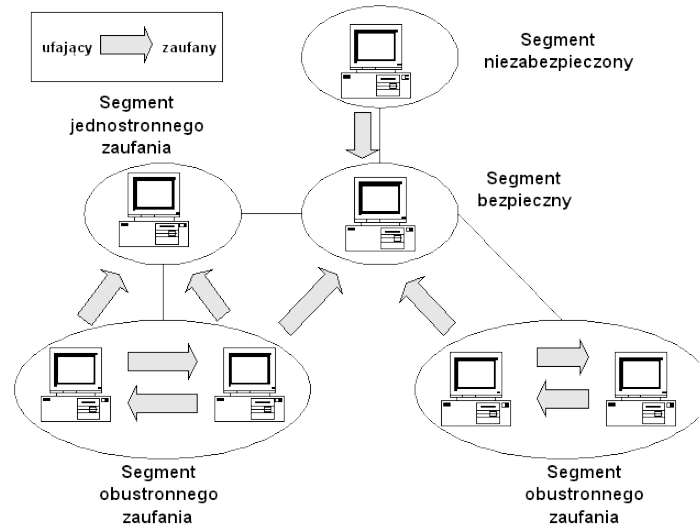 ufający
zaufany
Segment
niezabezpieczony
Segment
jednostronnego
zaufania
Segment
bezpieczny
Segment
obustronnego
zaufania
Segment
obustronnego
zaufania